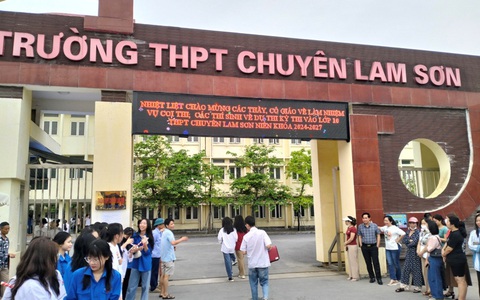 TRƯỜNG THPT CHUYÊN LAM SƠN
NHIỆT LIỆT CHÀO MỪNG CÁC THẦY, CÔ GIÁO VỀ LÀM NHIỆM
VỤ COI THI; CÁC THÍ SINH VỀ DỰ THI KỲ THI VÀO LỚP 10
THPT CHUYÊN LAM SƠN NIÊN KHÓA 2024-2027